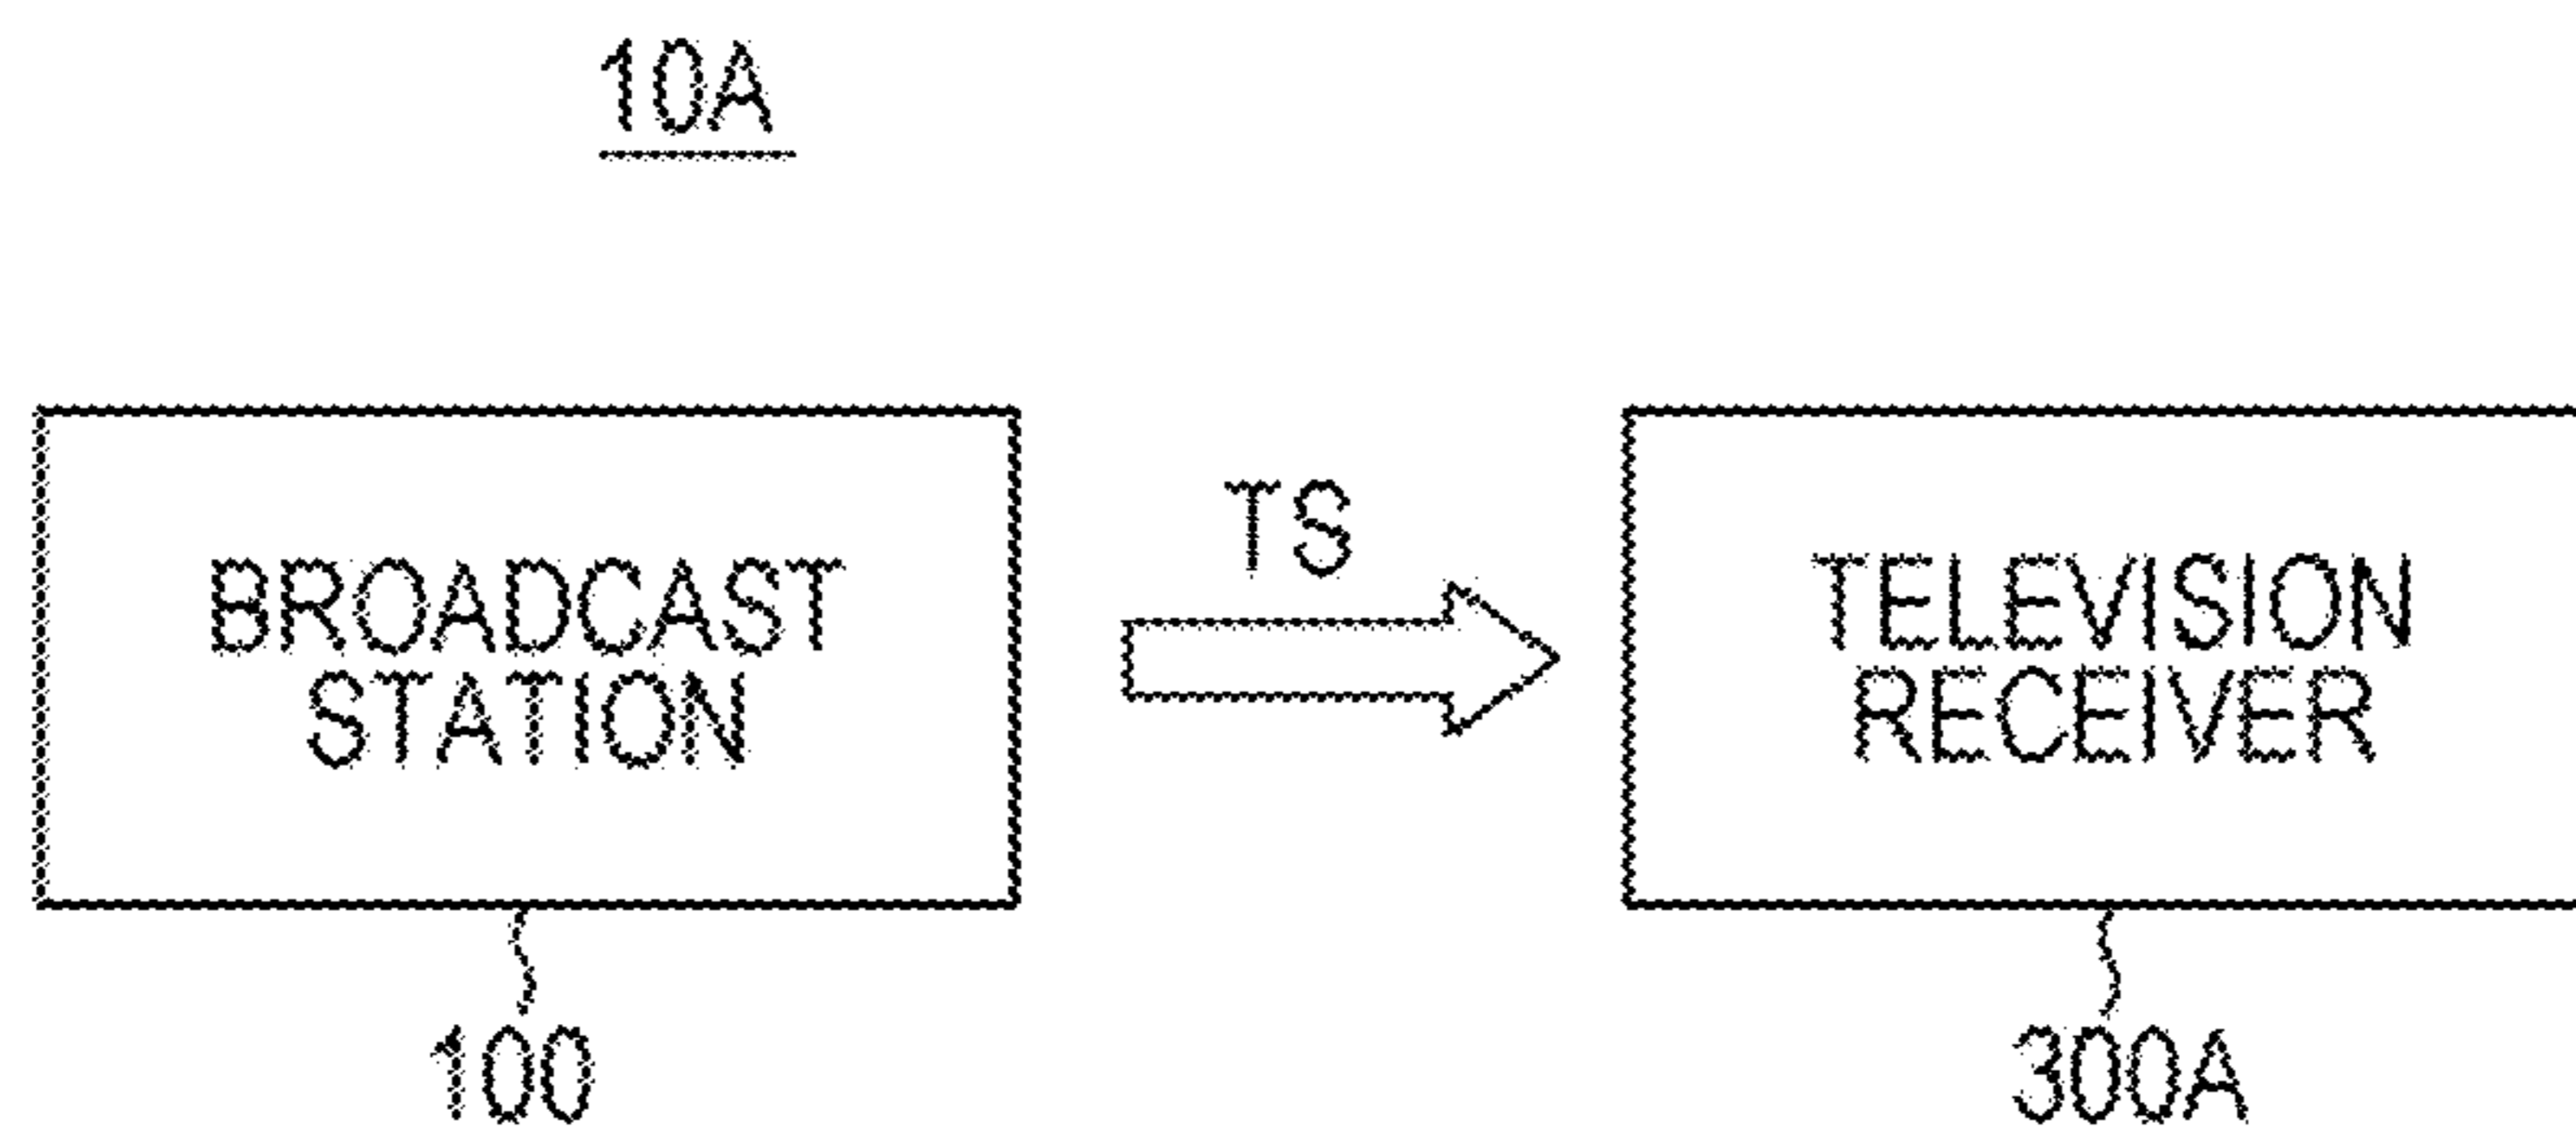 10A
BROADCAST
STATION
TS
TELEVISION
RECEIVER
100
300A